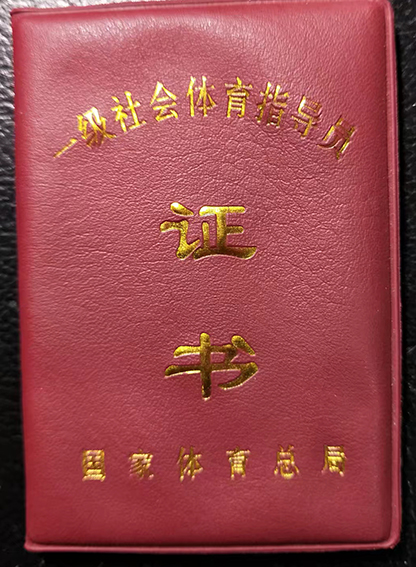 一级社会体育指导员
证
书
国家体育总局